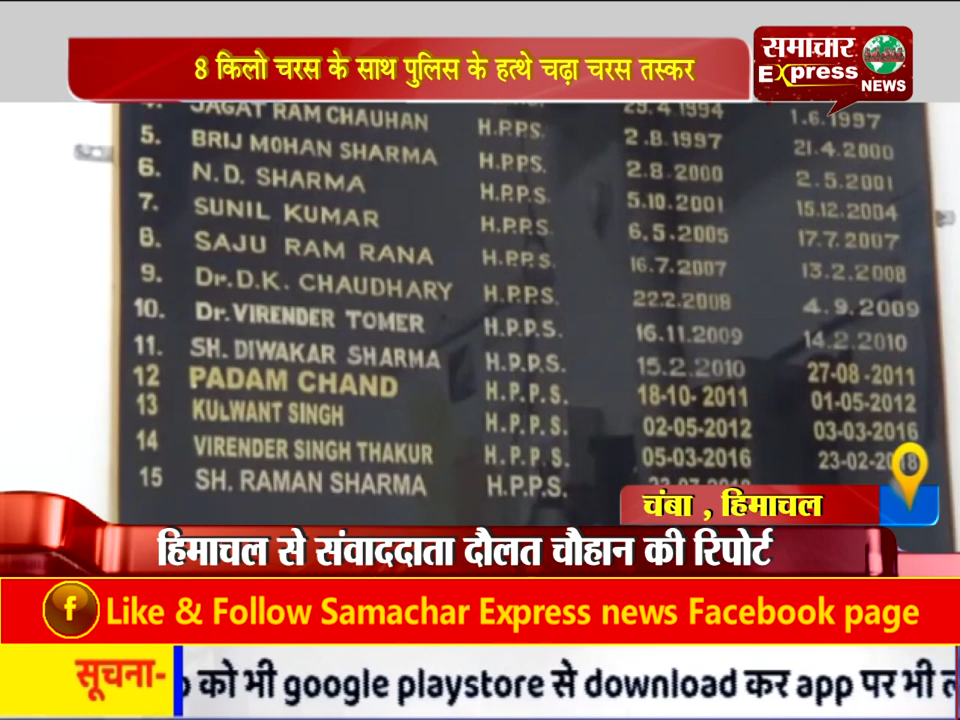 8 किलो चरस के साथ पुलिस के हत्थे चढ़ा चरस तस्कर
समाचार
Express
NEWS
JAGAT RAM CHAUHAN H.P.P.S. 29.4.1994 1.6.1997
5. BRIJ MOHAN SHARMA H.P.P.S. 2.8.1997 21.4.2000
6. N.D. SHARMA H.P.P.S. 2.8.2000 2.5.2001
7. SUNIL KUMAR H.P.P.S. 5.10.2001 15.12.2004
8. SAJU RAM RANA H.P.P.S. 6.5.2005 17.7.2007
9. Dr.D.K. CHAUDHARY H.P.P.S. 16.7.2007 13.2.2008
10. Dr.VIRENDER TOMER H.P.P.S. 22.2.2008 4.9.2009
11. SH. DIWAKAR SHARMA H.P.P.S. 16.11.2009 14.2.2010
12 PADAM CHAND H.P.P.S. 15.2.2010 27-08-2011
13 KULWANT SINGH H.P.P.S. 18-10-2011 01-05-2012
14 VIRENDER SINGH THAKUR H.P.P.S. 02-05-2012 03-03-2016
15 SH. RAMAN SHARMA H.P.P.S. 05-03-2016 23-02-2018
चंबा , हिमाचल
हिमाचल से संवाददाता दौलत चौहान की रिपोर्ट
f Like & Follow Samachar Express news Facebook page
सूचना- को भी google playstore से download कर app पर भी